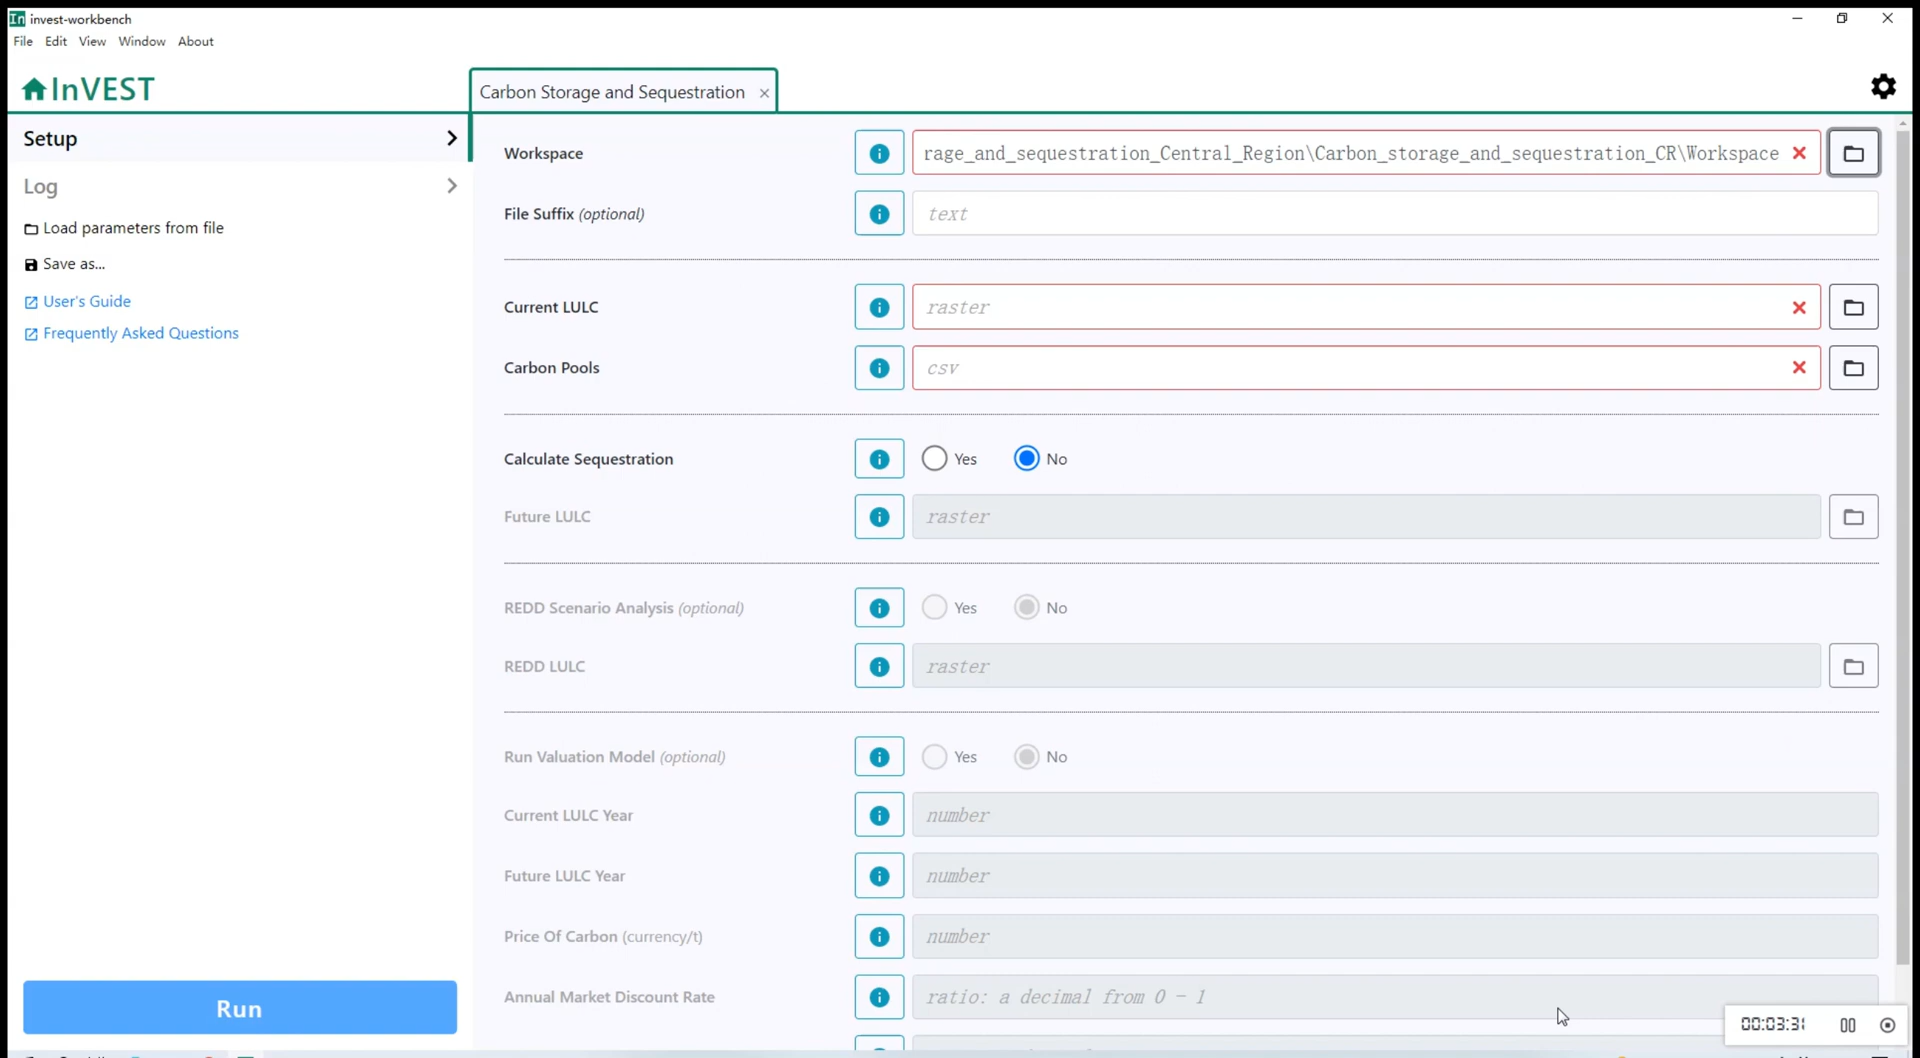 invest-workbench
File Edit View Window About
InVEST
Carbon Storage and Sequestration
Setup
Log
Load parameters from file
Save as...
User's Guide
Frequently Asked Questions
Run
Workspace
rage_and_sequestration_Central_Region\Carbon_storage_and_sequestration_CR\Workspace
File Suffix (optional)
text
Current LULC
raster
Carbon Pools
csv
Calculate Sequestration
Yes No
Future LULC
raster
REDD Scenario Analysis (optional)
Yes No
REDD LULC
raster
Run Valuation Model (optional)
Yes No
Current LULC Year
number
Future LULC Year
number
Price Of Carbon (currency/t)
number
Annual Market Discount Rate
ratio: a decimal from 0 - 1
00:03:31